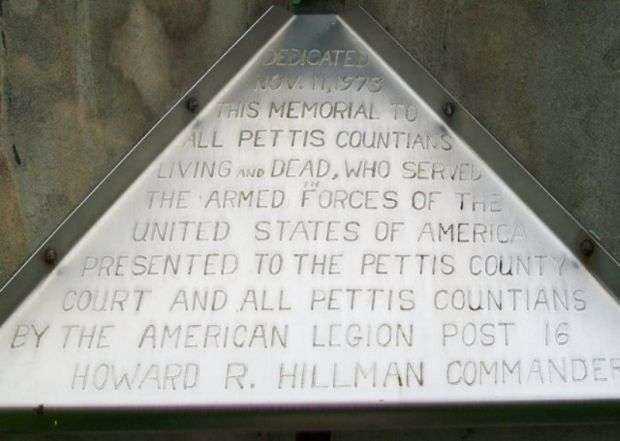 DEDICATED
NOV. 11, 1973
THIS MEMORIAL TO
ALL PETTIS COUNTIANS
LIVING AND DEAD, WHO SERVED
IN
THE ARMED FORCES OF THE
UNITED STATES OF AMERICA
PRESENTED TO THE PETTIS COUNTY
COURT AND ALL PETTIS COUNTIANS
BY THE AMERICAN LEGION POST 16
HOWARD R. HILLMAN COMMANDER